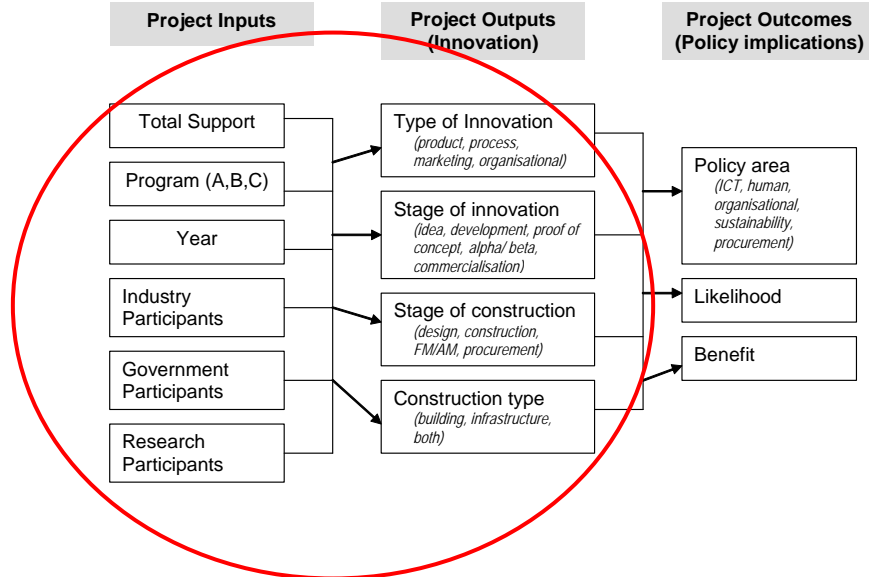 Project Inputs
Project Outputs
(Innovation)
Project Outcomes
(Policy implications)
Total Support
Program (A,B,C)
Year
Industry
Participants
Government
Participants
Research
Participants
Type of Innovation
(product, process,
marketing, organisational)
Stage of innovation
(idea, development, proof of
concept, alpha/ beta,
commercialisation)
Stage of construction
(design, construction,
FM/AM, procurement)
Construction type
(building, infrastructure,
both)
Policy area
(ICT, human,
organisational,
sustainability,
procurement)
Likelihood
Benefit